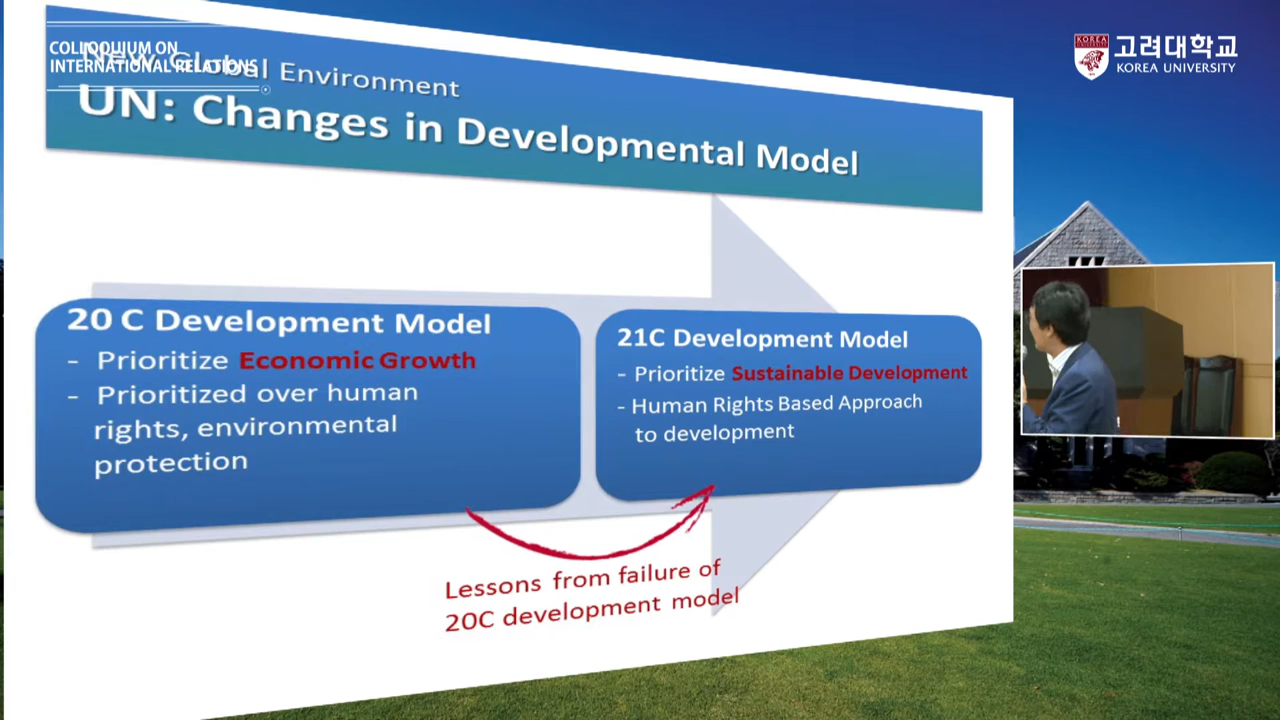 COLLOQUIUM ON
INTERNATIONAL RELATIONS
New Global Environment
UN: Changes in Developmental Model
KOREA
고려대학교
KOREA UNIVERSITY
20 C Development Model
- Prioritize Economic Growth
- Prioritized over human
rights, environmental
protection
21C Development Model
- Prioritize Sustainable Development
- Human Rights Based Approach
to development
Lessons from failure of
20C development model